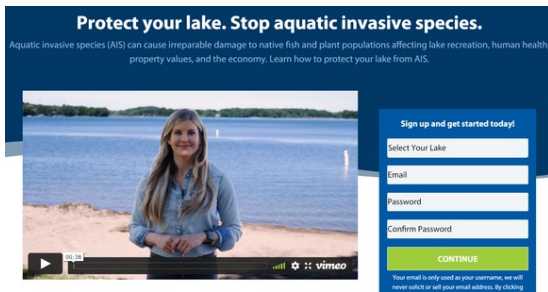 Protect your lake. Stop aquatic invasive species.
Aquatic invasive species (AIS) can cause irreparable damage to native fish and plant populations affecting lake recreation, human health
property values, and the economy. Learn how to protect your lake from AIS.
Sign up and get started today!
Select Your Lake
Email
Password
Confirm Password
CONTINUE
00:58
vimeo
Your email is only used as your username, we will
never solicit or sell your email address. By clicking